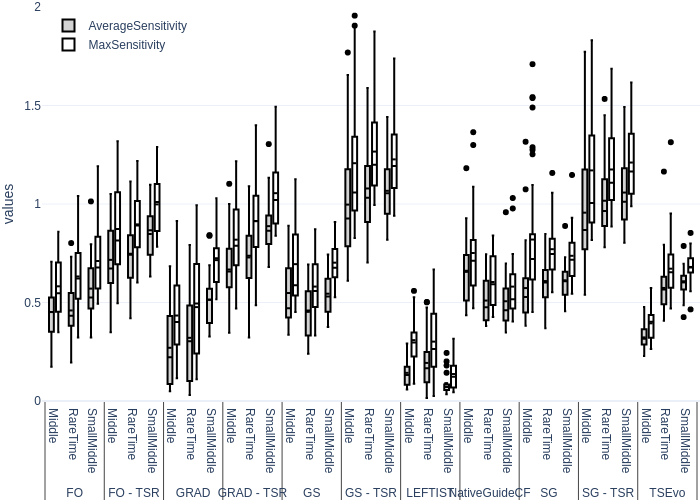 2
AverageSensitivity
MaxSensitivity
1.5
values
1
0.5
0
Middle RareTime SmallMiddle Middle RareTime SmallMiddle Middle RareTime SmallMiddle Middle RareTime SmallMiddle Middle RareTime SmallMiddle Middle RareTime SmallMiddle Middle RareTime SmallMiddle Middle RareTime SmallMiddle Middle RareTime SmallMiddle Middle RareTime SmallMiddle Middle RareTime SmallMiddle
FO FO - TSR GRAD GRAD - TSR GS GS - TSR LEFTIST NativeGuideCF SG SG - TSR TSEvo